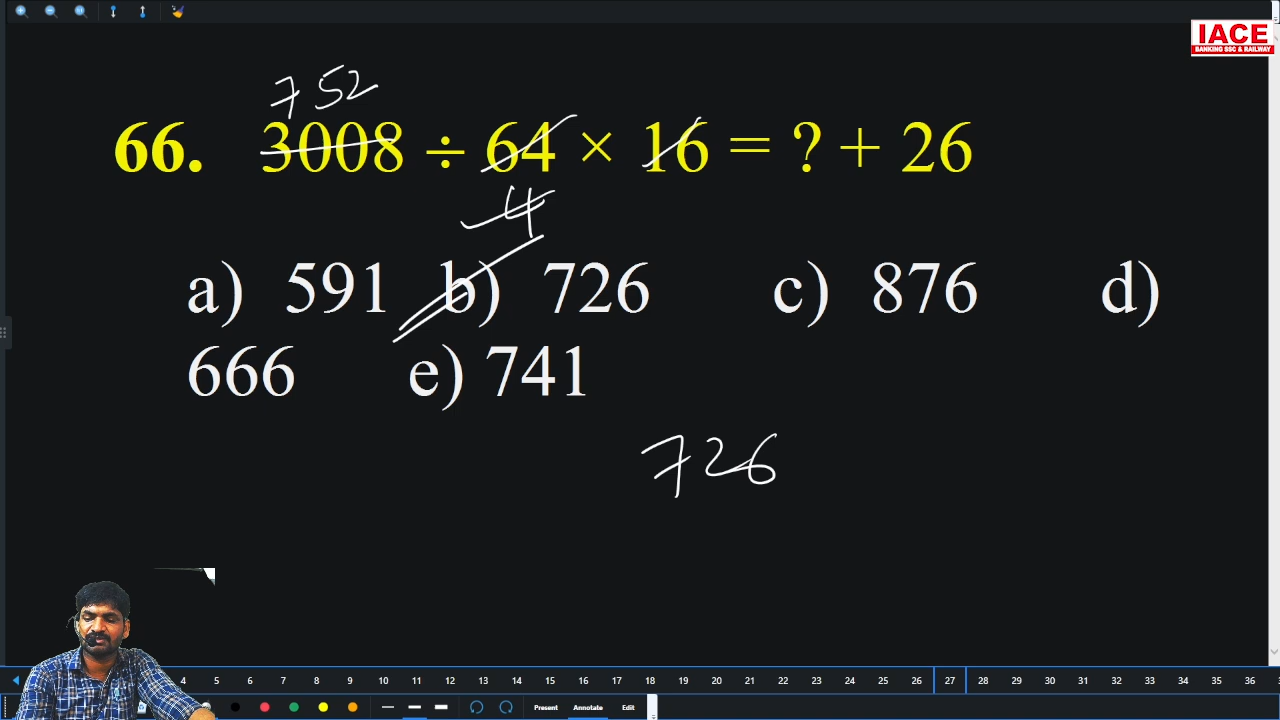 IACE
BANKING SSC & RAILWAY
752
66. 3008 ÷ 64 × 16 = ? + 26
4
a) 591 b) 726 c) 876 d)
666 e) 741
726
4 5 6 7 8 9 10 11 12 13 14 15 16 17 18 19 20 21 22 23 24 25 26 27 28 29 30 31 32 33 34 35 36
Present Annotate Edit